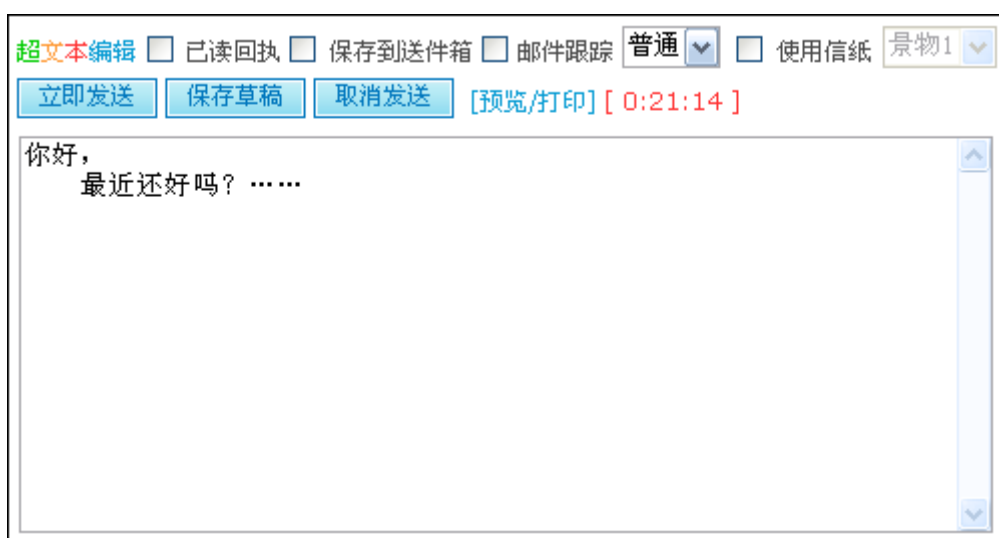 超文本编辑 已读回执 保存到送件箱 邮件跟踪 普通 使用信纸 景物1
立即发送 保存草稿 取消发送 [预览/打印] [ 0:21:14 ]
你好，
最近还好吗？……